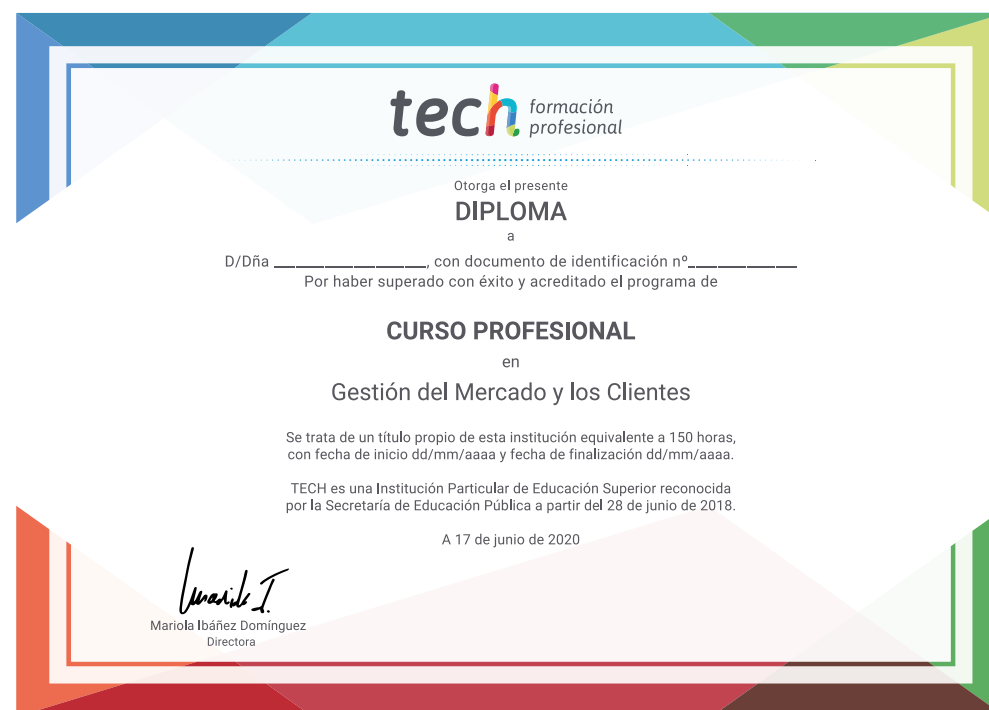 tech formación
profesional
Otorga el presente
DIPLOMA
a
D/Dña ______________, con documento de identificación nº__________
Por haber superado con éxito y acreditado el programa de
CURSO PROFESIONAL
en
Gestión del Mercado y los Clientes
Se trata de un título propio de esta institución equivalente a 150 horas,
con fecha de inicio dd/mm/aaaa y fecha de finalización dd/mm/aaaa.
TECH es una Institución Particular de Educación Superior reconocida
por la Secretaría de Educación Pública a partir del 28 de junio de 2018.
A 17 de junio de 2020
Mariola Ibáñez Domínguez
Directora